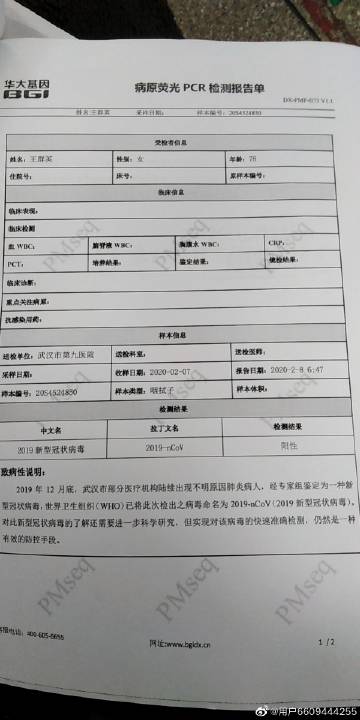 华大基因
BGI
病原荧光 PCR 检测报告单
DX-PMP-B73 V1.1
姓名:王群英 采样日期: 样本编号:20S4524850
受检者信息
姓名:王群英 性别:女 年龄:78
住院号: 床号: 原样本编号:
临床信息
临床表现:
临床检测
血 WBC: 脑脊液 WBC: 胸腹水 WBC: CRP:
PCT: 培养结果: 鉴定结果: 镜检结果:
临床诊断:
重点关注病原:
抗感染用药:
样本信息
送检单位:武汉市第九医院 送检科室: 送检医师:
采样日期: 收样日期:2020-02-07 报告日期:2020-2-8 6:47
样本编号:20S4524850 样本类型:咽拭子 样本体积:
检测结果
中文名 拉丁文名 检测结果
2019 新型冠状病毒 2019-nCoV 阳性
致病性说明:
2019 年 12 月底,武汉市部分医疗机构陆续出现不明原因肺炎病人。经专家组鉴定为一种新
型冠状病毒,世界卫生组织(WHO)已将此次检出之病毒命名为 2019-nCoV(2019 新型冠状病毒)。
对此新型冠状病毒的了解还需要进一步科学研究,但实现对该病毒的快速准确检测,仍然是一种
有效的防控手段。
PMseq
PMseq
PMseq
PMseq
PMseq
PMseq
客服电话:400-605-6655
网址:www.bgidx.cn
1 / 2
@用户6609444255